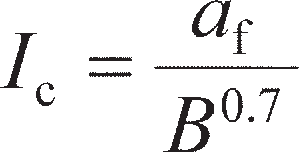 I_c = a_f / B^0.7